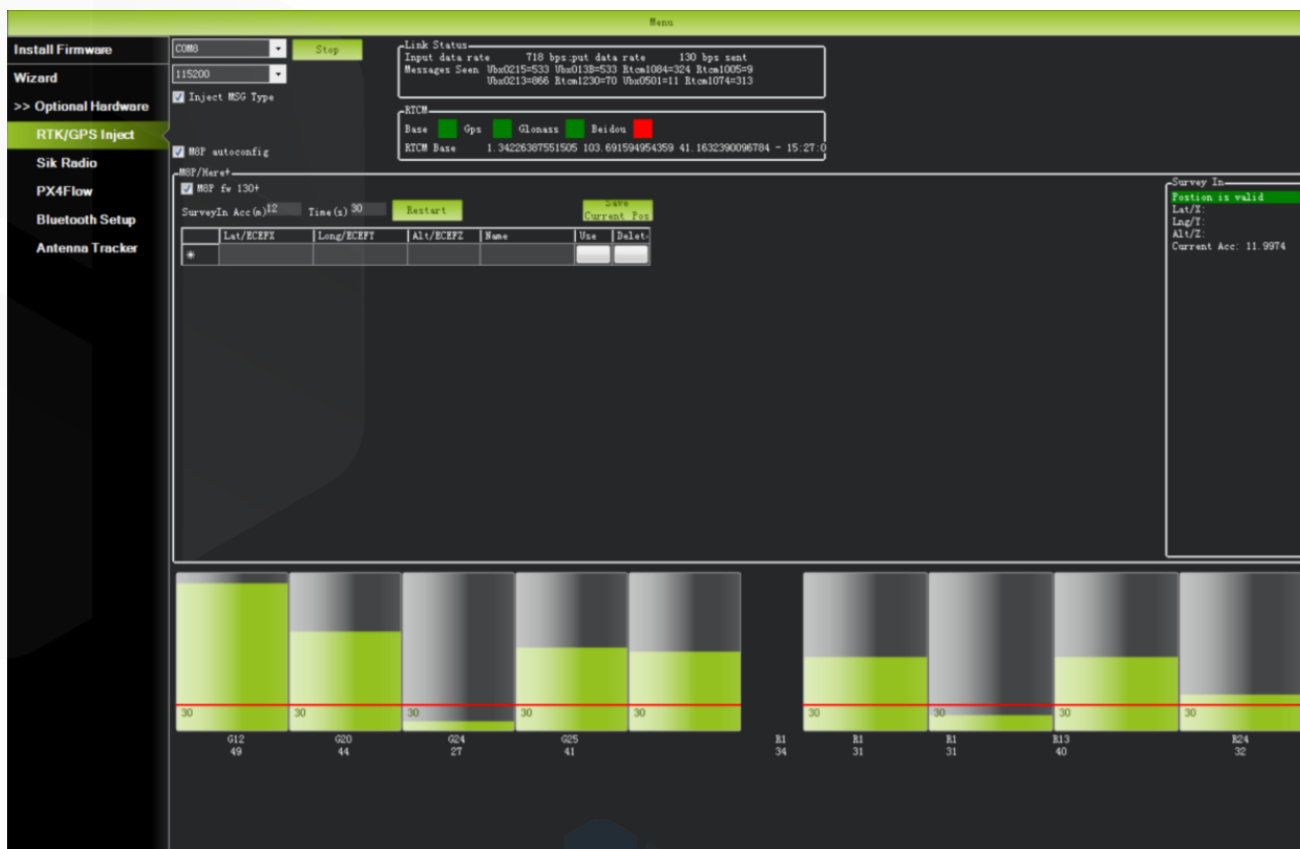 Menu
Install Firmware
Wizard
>> Optional Hardware
RTK/GPS Inject
Sik Radio
PX4Flow
Bluetooth Setup
Antenna Tracker
COM8
Stop
115200
Inject MSG Type
M8P autoconfig
Link Status
Input data rate 718 bps:put data rate 130 bps sent
Messages Seen Ubx0215=533 Ubx013B=533 Rtcm1084=324 Rtcm1005=9
Ubx0213=866 Rtcm1230=70 Ubx0501=11 Rtcm1074=313
RTCM
Base Gps Glonass Beidou
RTCM Base 1.34226387551505 103.691594954359 41.1632390096784 - 15:27:0
M8P/Here+
M8P fw 130+
SurveyIn Acc(m) 12 Time(s) 30 Restart Save
Current Pos
Lat/ECEFX Long/ECEFY Alt/ECEFZ Name Use Delet
Survey In
Postion is valid
Lat/X:
Lng/Y:
Alt/Z:
Current Acc: 11.9974
30 30 30 30 30 30 30 30 30
G12 G20 G24 G25 R1 R1 R1 R13 R24
49 44 27 41 34 31 31 40 32